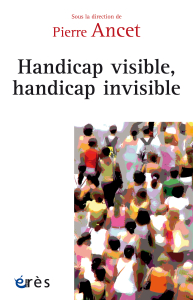 Sous la direction de
Pierre Ancet
Handicap visible,
handicap invisible
érès